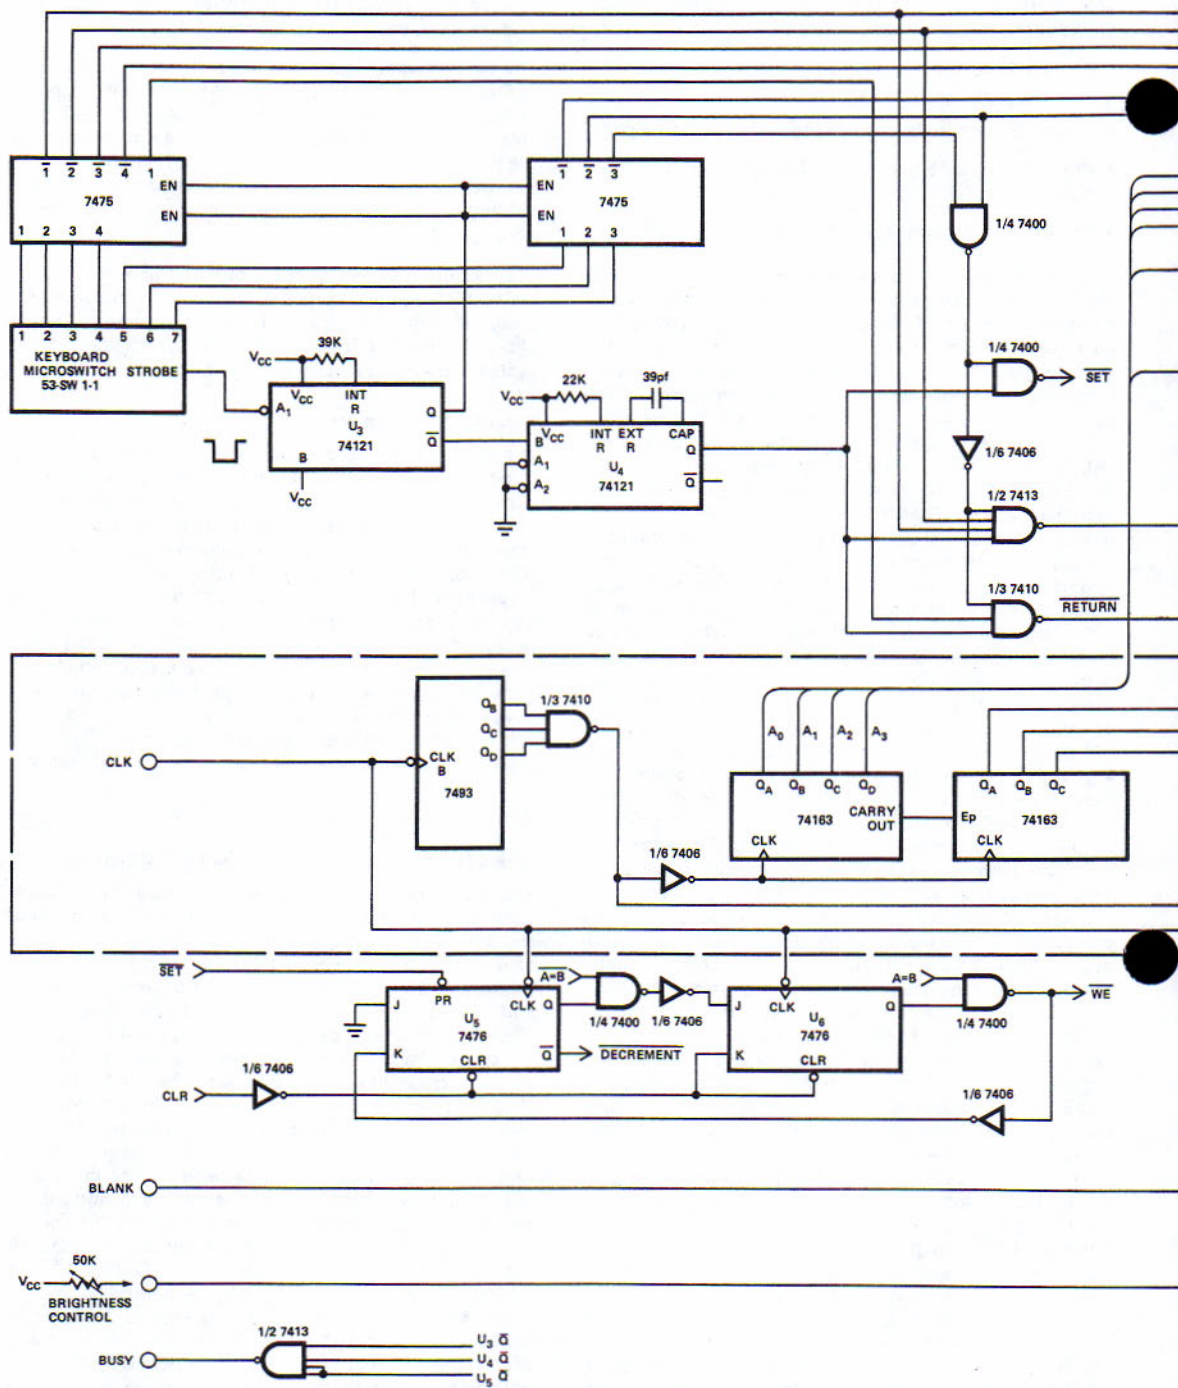 1̅ 2̅ 3̅ 4̅ 1
7475
EN
EN
1 2 3 4
1̅ 2̅ 3̅
EN
EN
7475
1 2 3
1/4 7400
1 2 3 4 5 6 7
KEYBOARD
MICROSWITCH STROBE
53-SW 1-1
VCC
39K
VCC
INT
R
A1
U3
74121
Q
Q̅
B
VCC
VCC
22K
39pf
VCC
INT
R
EXT
R
CAP
B
A1
A2
U4
74121
Q
Q̅
1/4 7400
S̅E̅T̅
1/6 7406
1/2 7413
1/3 7410
R̅E̅T̅U̅R̅N̅
CLK
CLK
B
7493
QB
QC
QD
1/3 7410
A0 A1 A2 A3
QA QB QC QD
74163
CARRY
OUT
CLK
QA QB QC
Ep
74163
CLK
1/6 7406
S̅E̅T̅
PR
CLK
J
U5
7476
Q
K
CLR
Q̅
A̅=̅B̅
1/4 7400
1/6 7406
D̅E̅C̅R̅E̅M̅E̅N̅T̅
J
CLK
U6
7476
Q
K
CLR
A=B
1/4 7400
W̅E̅
1/6 7406
CLR
1/6 7406
BLANK
50K
VCC
BRIGHTNESS
CONTROL
1/2 7413
BUSY
U3 Q̅
U4 Q̅
U5 Q̅